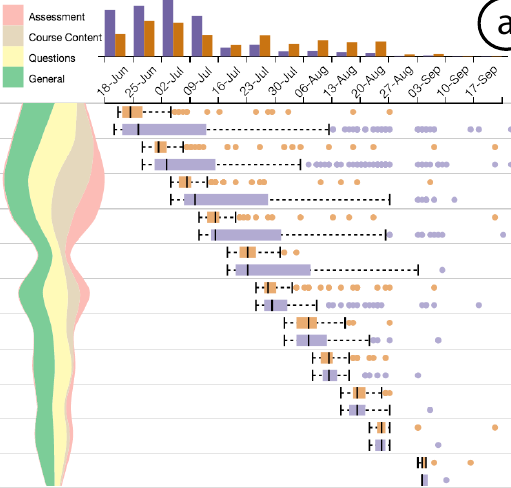 Assessment
Course Content
Questions
General
a
18-Jun
25-Jun
02-Jul
09-Jul
16-Jul
23-Jul
30-Jul
06-Aug
13-Aug
20-Aug
27-Aug
03-Sep
10-Sep
17-Sep